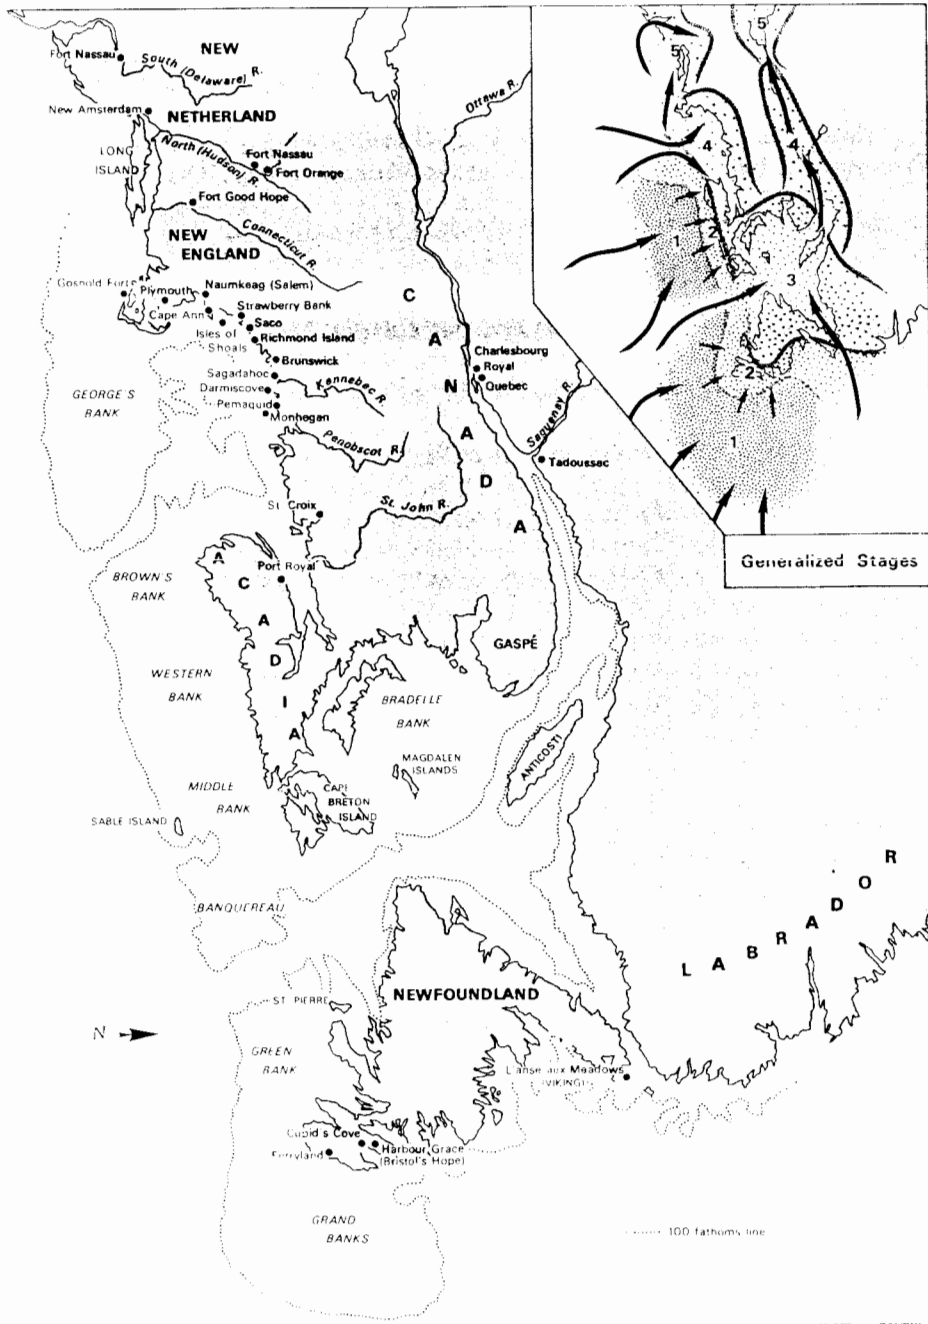 Fort Nassau
NEW
South (Delaware) R.
New Amsterdam
NETHERLAND
LONG
ISLAND
North (Hudson) R.
Fort Nassau
Fort Orange
Fort Good Hope
Connecticut R.
NEW
ENGLAND
Ottawa R.
Gosnold Fort
Plymouth
Naumkeag (Salem)
Cape Ann
Strawberry Bank
Isles of
Shoals
Saco
Richmond Island
Brunswick
Sagadahoc
Darmiscove
Kennebec R.
Pemaquid
Monhegan
Penobscot R.
GEORGE'S
BANK
C
A
N
A
D
A
Charlesbourg
Royal
Quebec
Saguenay R.
Tadoussac
St. Croix
St. John R.
Port Royal
A
C
A
D
I
A
BROWN'S
BANK
WESTERN
BANK
MIDDLE
BANK
SABLE ISLAND
BANQUEREAU
GASPÉ
BRADELLE
BANK
MAGDALEN
ISLANDS
ANTICOSTI
CAPE
BRETON
ISLAND
L A B R A D O R
NEWFOUNDLAND
ST PIERRE
N
GREEN
BANK
L'anse aux Meadows
(VIKING)
Cupid's Cove
Ferryland
Harbour Grace
(Bristol's Hope)
GRAND
BANKS
100 fathoms line
5
5
4
4
1
2
3
2
1
Generalized Stages